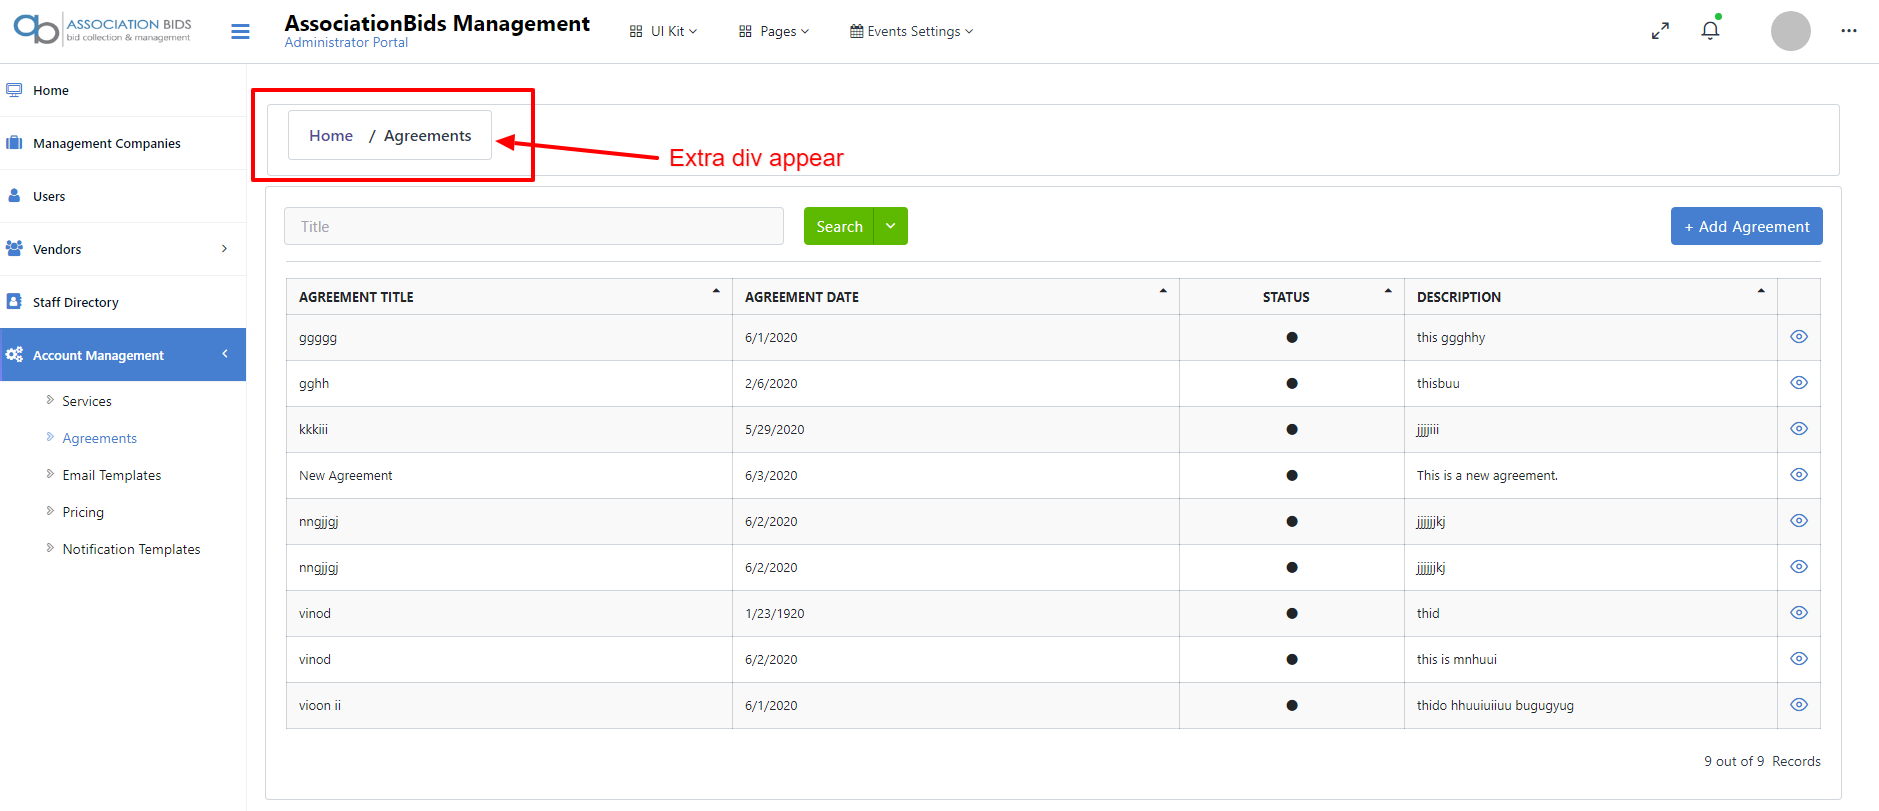 ASSOCIATION BIDS
bid collection & management
AssociationBids Management
Administrator Portal
UI Kit
Pages
Events Settings
Home
Management Companies
Users
Vendors
Staff Directory
Account Management
Services
Agreements
Email Templates
Pricing
Notification Templates
Home / Agreements
Extra div appear
Title
Search
+ Add Agreement
AGREEMENT TITLE AGREEMENT DATE STATUS DESCRIPTION
ggggg 6/1/2020 this ggghhy
gghh 2/6/2020 thisbuu
kkkiii 5/29/2020 jjjjiii
New Agreement 6/3/2020 This is a new agreement.
nngjjgj 6/2/2020 jjjjjjkj
nngjjgj 6/2/2020 jjjjjjkj
vinod 1/23/1920 thid
vinod 6/2/2020 this is mnhuui
vioon ii 6/1/2020 thido hhuuiuiiuu bugugyug
9 out of 9 Records